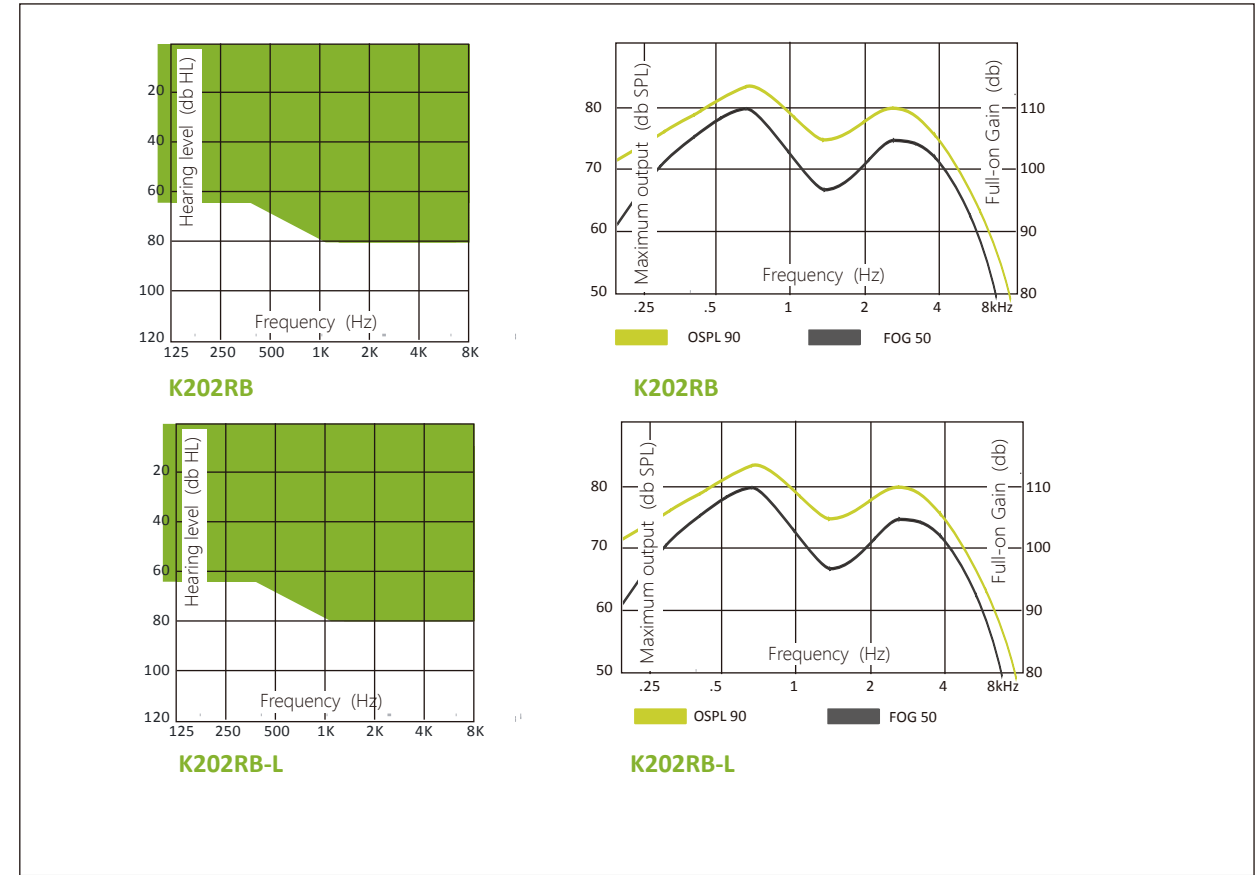 Hearing level (db HL)
20
40
60
80
100
120
Frequency (Hz)
125 250 500 1K 2K 4K 8K
K202RB
Maximum output (db SPL)
80
70
60
50
Full-on Gain (db)
110
100
90
80
Frequency (Hz)
.25 .5 1 2 4 8kHz
OSPL 90 FOG 50
K202RB
Hearing level (db HL)
20
40
60
80
100
120
Frequency (Hz)
125 250 500 1K 2K 4K 8K
K202RB-L
Maximum output (db SPL)
80
70
60
50
Full-on Gain (db)
110
100
90
80
Frequency (Hz)
.25 .5 1 2 4 8kHz
OSPL 90 FOG 50
K202RB-L